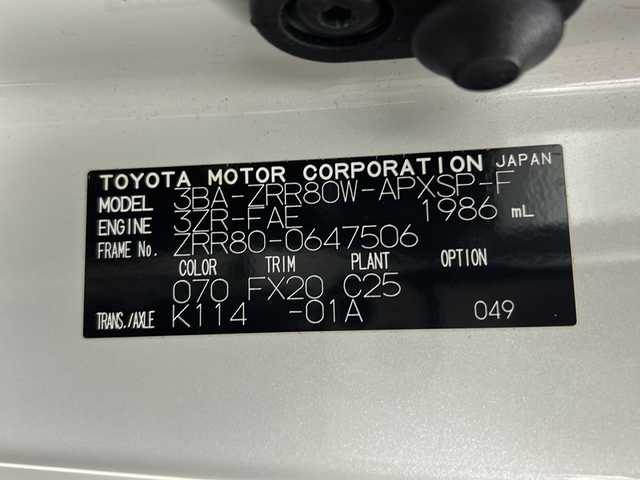 TOYOTA MOTOR CORPORATION JAPAN
MODEL 3BA-ZRR80W-APXSP-F
ENGINE 3ZR-FAE 1986 mL
FRAME No. ZRR80-0647506
COLOR TRIM PLANT OPTION
070 FX20 C25
TRANS./AXLE K114 -01A 049